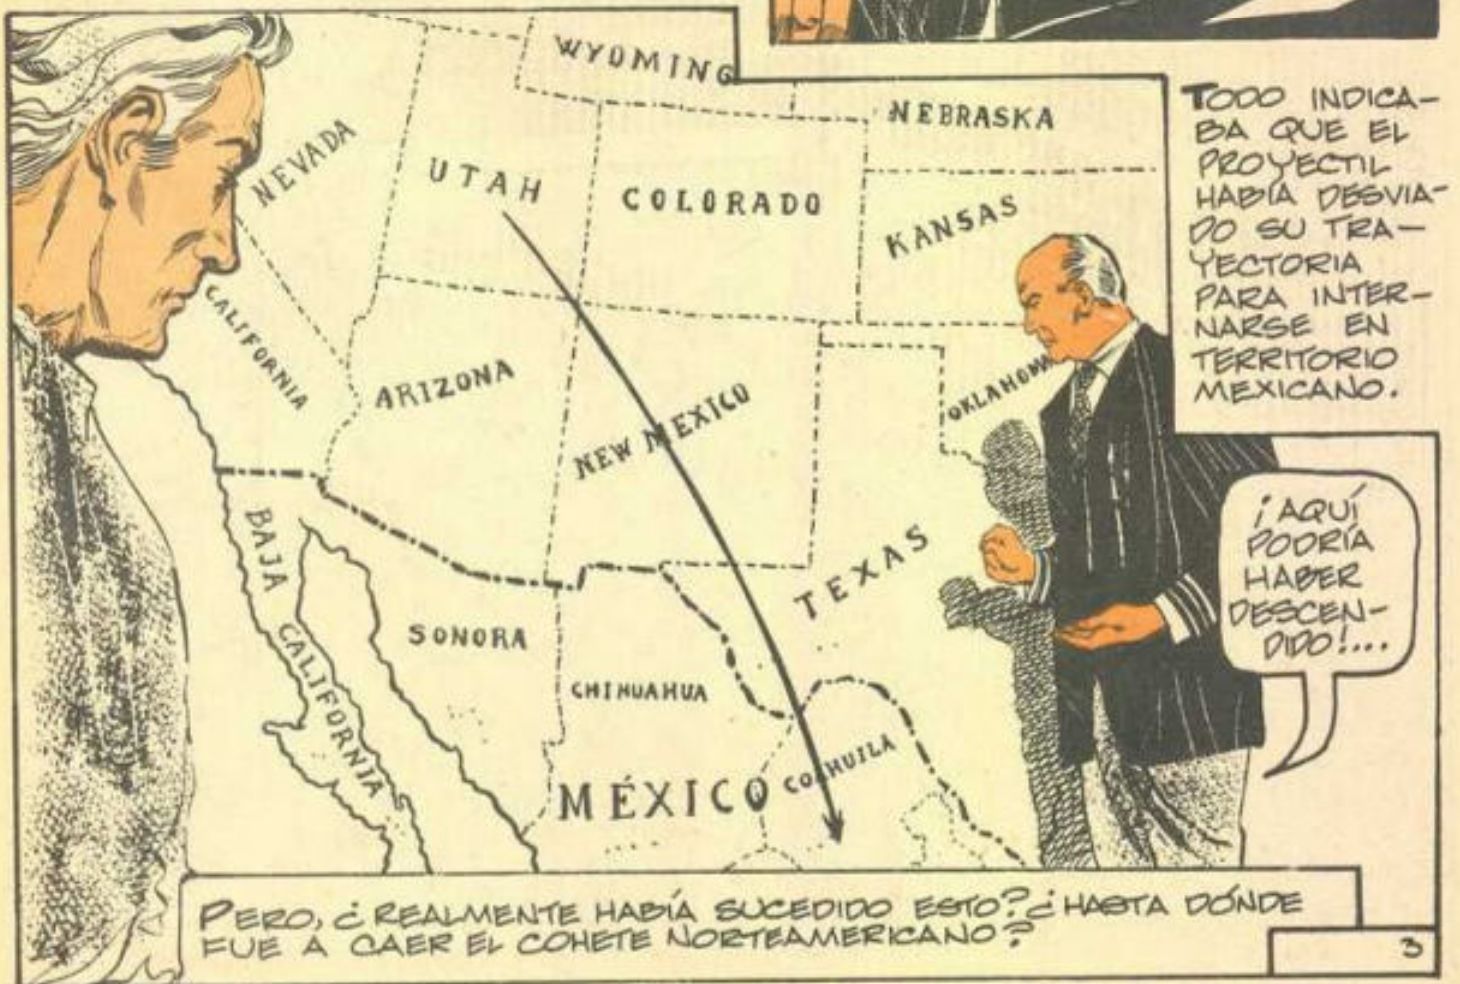 WYOMING
NEBRASKA
NEVADA
UTAH
COLORADO
KANSAS
CALIFORNIA
ARIZONA
NEW MEXICO
OKLAHOMA
TEXAS
BAJA CALIFORNIA
SONORA
CHIHUAHUA
COAHUILA
MÉXICO
TODO INDICA-
BA QUE EL
PROYECTIL
HABÍA DESVIA-
DO SU TRA-
YECTORIA
PARA INTER-
NARSE EN
TERRITORIO
MEXICANO.
¡AQUÍ
PODRÍA
HABER
DESCEN-
DIDO!...
PERO, ¿REALMENTE HABÍA SUCEDIDO ESTO? ¿HASTA DÓNDE
FUE A CAER EL COHETE NORTEAMERICANO?
3